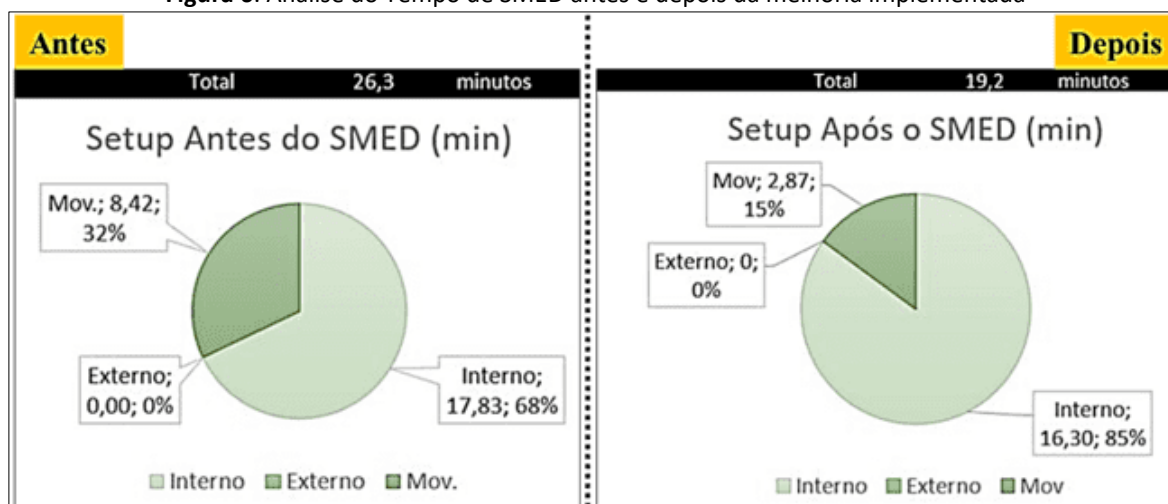 Figura 6. Análise do Tempo de SMED antes e depois da melhoria implementada
Antes
Total 26,3 minutos
Setup Antes do SMED (min)
Mov.; 8,42;
32%
Externo;
0,00; 0%
Interno;
17,83; 68%
Interno Externo Mov.
Depois
Total 19,2 minutos
Setup Após o SMED (min)
Mov; 2,87;
15%
Externo; 0;
0%
Interno;
16,30; 85%
Interno Externo Mov